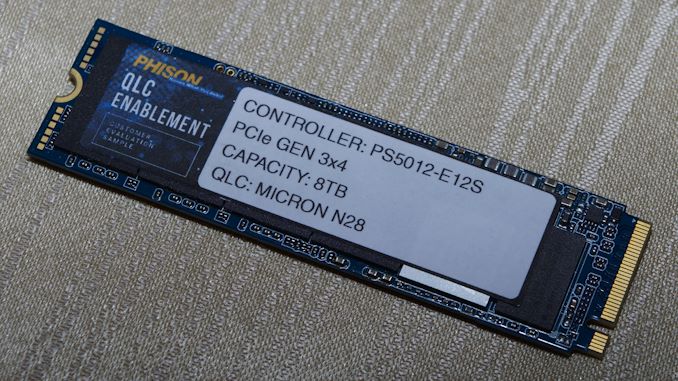 PHISON
QLC
ENABLEMENT
CUSTOMER
EVALUATION
SAMPLE
CONTROLLER: PS5012-E12S
PCIe GEN 3x4
CAPACITY: 8TB
QLC: MICRON N28